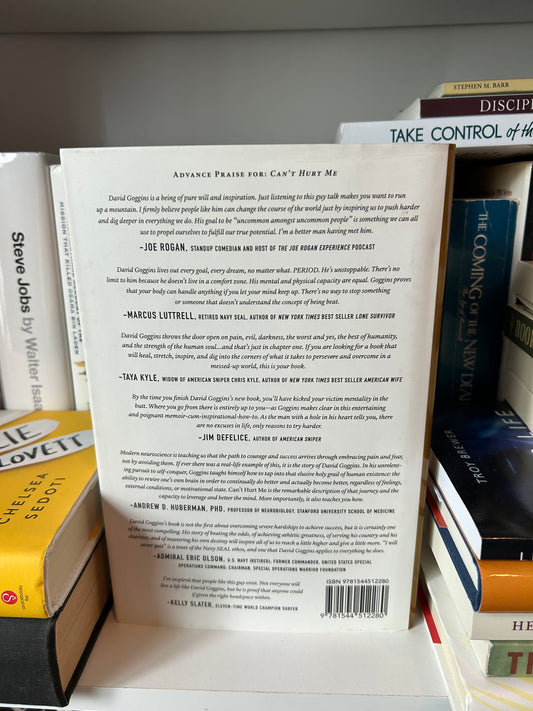 STEPHEN M. BARR
DISCIP
TAKE CONTROL of th
Steve Jobs by Walter Isaa
MISSION THAT KILLED OSAMA BIN LADEN
LIE
LOVETT
CHELSEA
SEDOTI
ADVANCE PRAISE FOR: CAN'T HURT ME
David Goggins is a being of pure will and inspiration. Just listening to this guy talk makes you want to run
up a mountain. I firmly believe people like him can change the course of the world just by inspiring us to push harder
and dig deeper in everything we do. His goal to be "uncommon amongst uncommon people" is something we can all
use to propel ourselves to fulfill our true potential. I'm a better man having met him.
–JOE ROGAN, STANDUP COMEDIAN AND HOST OF THE JOE ROGAN EXPERIENCE PODCAST
David Goggins lives out every goal, every dream, no matter what. PERIOD. He's unstoppable. There's no
limit to him because he doesn't live in a comfort zone. His mental and physical capacity are equal. Goggins proves
that your body can handle anything if you let your mind beef up. There's no way to stop something
or someone that doesn't understand the concept of being beat.
–MARCUS LUTTRELL, RETIRED NAVY SEAL, AUTHOR OF NEW YORK TIMES BEST SELLER LONE SURVIVOR
David Goggins throws the door open on pain, evil, darkness, the worst and yes, the best of humanity,
and the strength of the human soul...and that's just in chapter one. If you are looking for a book that
will heal, stretch, inspire, and dig into the corners of what it takes to persevere and overcome in a
messed-up world, this is your book.
–TAYA KYLE, WIDOW OF AMERICAN SNIPER CHRIS KYLE, AUTHOR OF NEW YORK TIMES BEST SELLER AMERICAN WIFE
By the time you finish David Goggins's new book, you'll have kicked your victim mentality in the
butt. Where you go from there is entirely up to you—as Goggins makes clear in this entertaining
and poignant memoir-cum-inspirational-how-to. As the man with a hole in his heart tells you, there
are no excuses in life, only reasons to try harder.
–JIM DEFELICE, AUTHOR OF AMERICAN SNIPER
Modern neuroscience is teaching us that the path to courage and success arrives through embracing pain and fear,
not by avoiding them. If ever there was a real-life example of this, it is the story of David Goggins. In his unrelent-
ing pursuit to self-conquer, Goggins taught himself how to tap into that elusive holy grail of human existence: the
ability to rewire one's own brain in order to continually do better and actually become better, regardless of feelings,
external conditions, or motivational state. Can't Hurt Me is the remarkable description of that journey and the
capacity to leverage and better the mind. More importantly, it also teaches you how.
–ANDREW D. HUBERMAN, PHD, PROFESSOR OF NEUROBIOLOGY, STANFORD UNIVERSITY SCHOOL OF MEDICINE
David Goggins's book is not the first about overcoming severe hardships to achieve success, but it is certainly one
of the most compelling. His story of beating the odds, of achieving athletic greatness, of serving his country and his
charities, and of mastering his own destiny will inspire all of us to reach a little higher and give a little more. "I will
never quit" is a tenet of the Navy SEAL ethos, and one that David Goggins applies to everything he does.
–ADMIRAL ERIC OLSON, U.S. NAVY (RETIRED); FORMER COMMANDER, UNITED STATES SPECIAL
OPERATIONS COMMAND; CHAIRMAN, SPECIAL OPERATIONS WARRIOR FOUNDATION
I'm inspired that people like this guy exist. Not everyone will
live a life like David Goggins, but he is proof that anyone could
if given the right headspace within.
–KELLY SLATER, ELEVEN-TIME WORLD CHAMPION SURFER
ISBN 9781544512280
9 781544 512280
The COMING OF THE NEW DEAL
BOOK
LIFE
TROY BREWER
HE
T